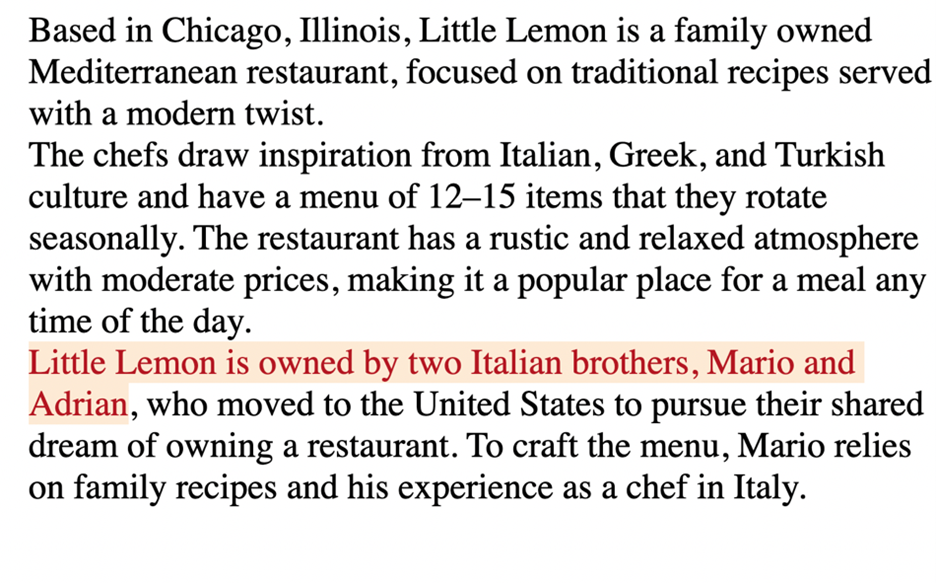 Based in Chicago, Illinois, Little Lemon is a family owned
Mediterranean restaurant, focused on traditional recipes served
with a modern twist.
The chefs draw inspiration from Italian, Greek, and Turkish
culture and have a menu of 12–15 items that they rotate
seasonally. The restaurant has a rustic and relaxed atmosphere
with moderate prices, making it a popular place for a meal any
time of the day.
Little Lemon is owned by two Italian brothers, Mario and
Adrian, who moved to the United States to pursue their shared
dream of owning a restaurant. To craft the menu, Mario relies
on family recipes and his experience as a chef in Italy.